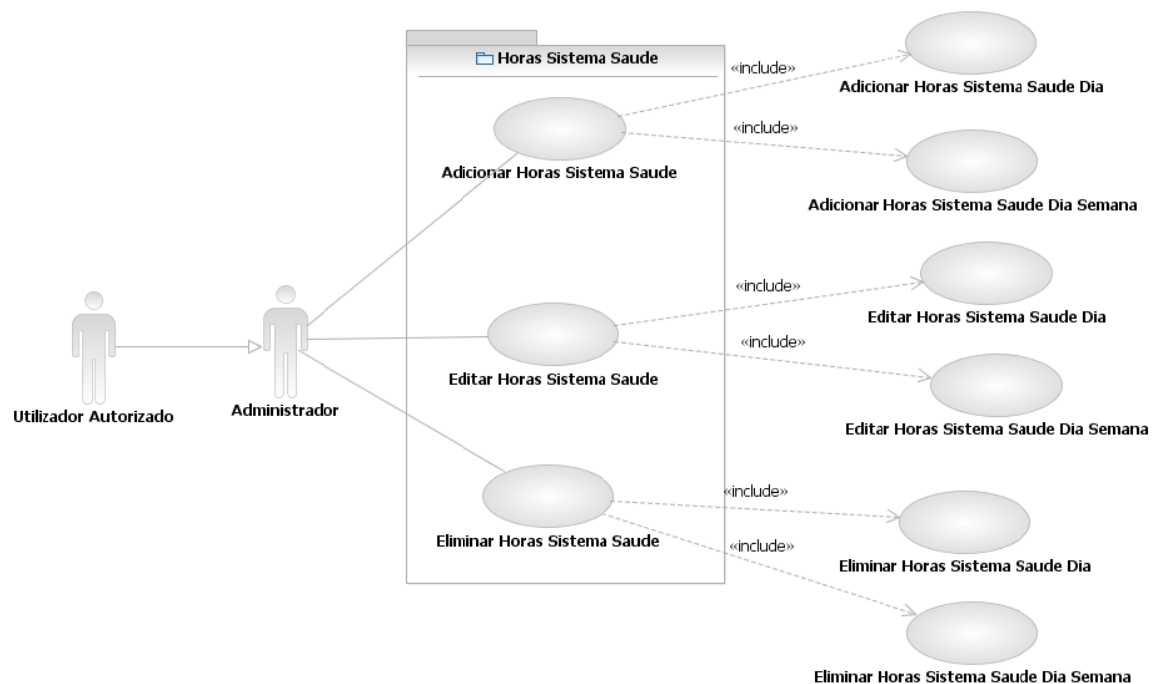 Horas Sistema Saude
«include»
Adicionar Horas Sistema Saude Dia
«include»
Adicionar Horas Sistema Saude
Adicionar Horas Sistema Saude Dia Semana
«include»
Editar Horas Sistema Saude Dia
«include»
Editar Horas Sistema Saude
Utilizador Autorizado
Administrador
Editar Horas Sistema Saude Dia Semana
«include»
Eliminar Horas Sistema Saude
«include»
Eliminar Horas Sistema Saude Dia
Eliminar Horas Sistema Saude Dia Semana